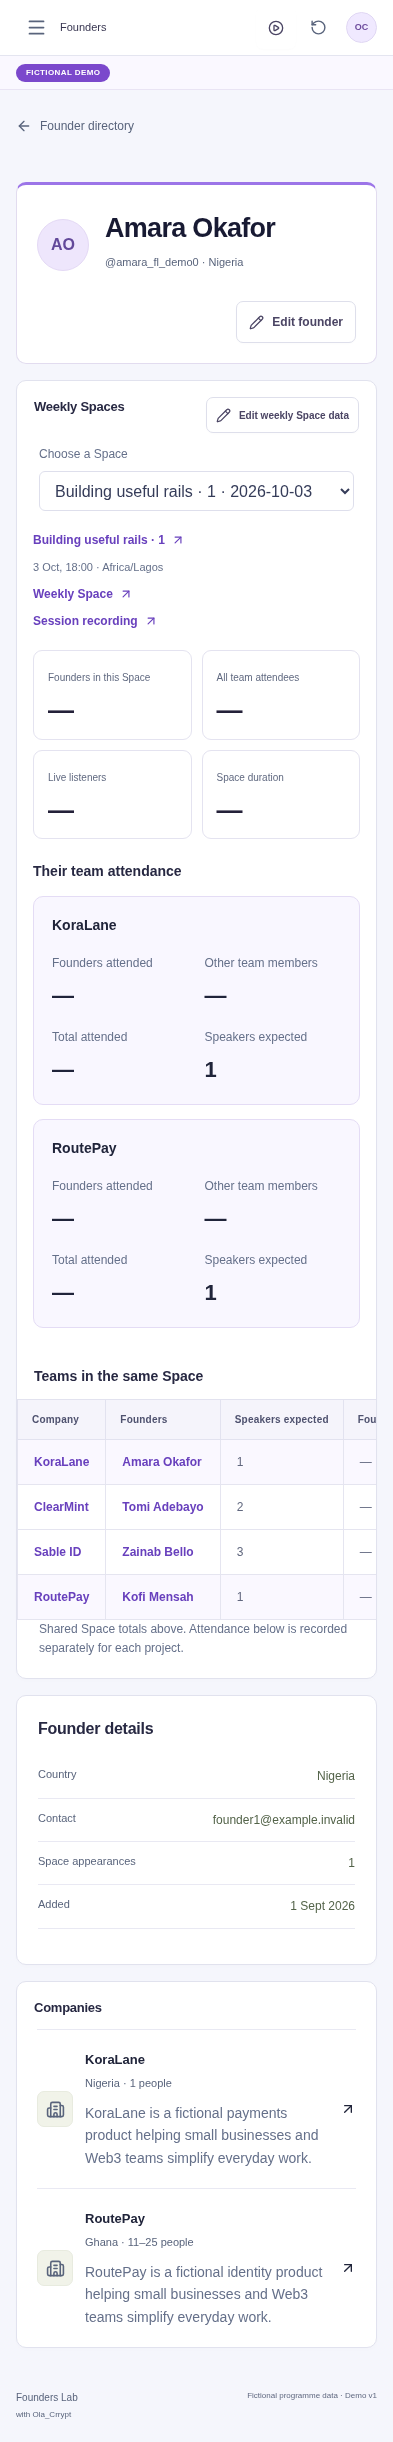 Founders
OC
FICTIONAL DEMO
Founder directory
AO
Amara Okafor
@amara_fl_demo0 · Nigeria
Edit founder
Weekly Spaces
Edit weekly Space data
Choose a Space
Building useful rails · 1 · 2026-10-03
Building useful rails · 1
3 Oct, 18:00 · Africa/Lagos
Weekly Space
Session recording
Founders in this Space
—
All team attendees
—
Live listeners
—
Space duration
—
Their team attendance
KoraLane
Founders attended
—
Other team members
—
Total attended
—
Speakers expected
1
RoutePay
Founders attended
—
Other team members
—
Total attended
—
Speakers expected
1
Teams in the same Space
Company Founders Speakers expected Fou
KoraLane Amara Okafor 1 —
ClearMint Tomi Adebayo 2 —
Sable ID Zainab Bello 3 —
RoutePay Kofi Mensah 1 —
Shared Space totals above. Attendance below is recorded
separately for each project.
Founder details
Country Nigeria
Contact founder1@example.invalid
Space appearances 1
Added 1 Sept 2026
Companies
KoraLane
Nigeria · 1 people
KoraLane is a fictional payments
product helping small businesses and
Web3 teams simplify everyday work.
RoutePay
Ghana · 11–25 people
RoutePay is a fictional identity product
helping small businesses and Web3
teams simplify everyday work.
Founders Lab
with Ola_Crrypt
Fictional programme data · Demo v1